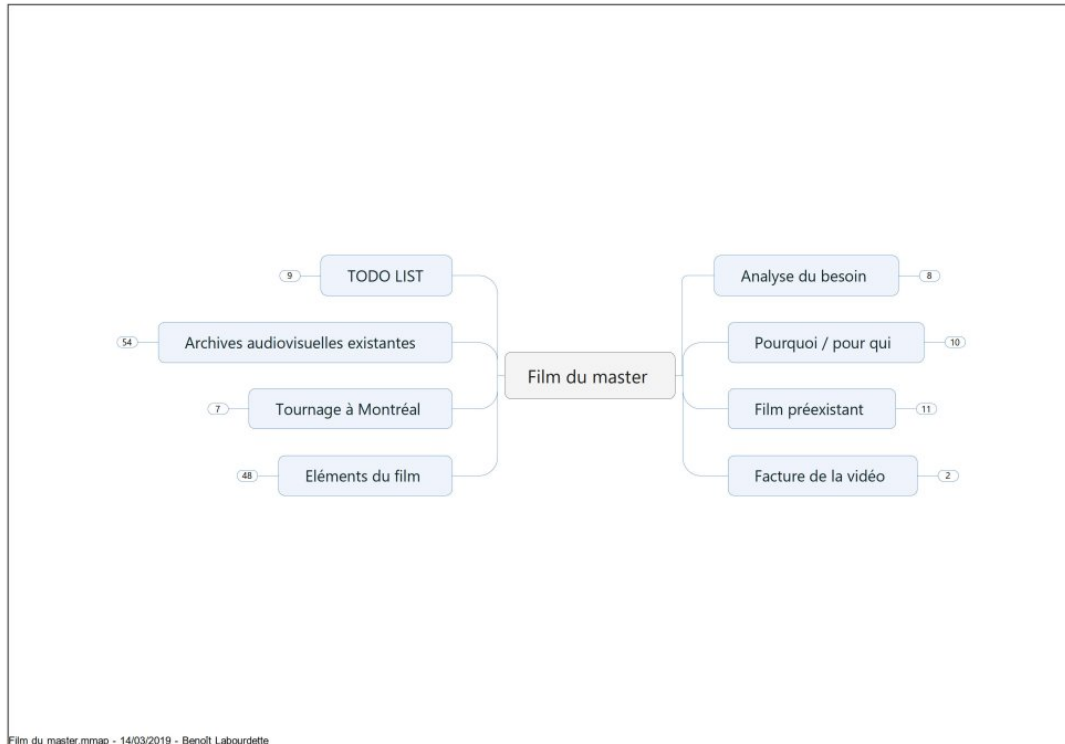 Film du master
Analyse du besoin
8
Pourquoi / pour qui
10
Film préexistant
11
Facture de la vidéo
2
TODO LIST
9
Archives audiovisuelles existantes
54
Tournage à Montréal
7
Eléments du film
48
Film du master.mmap - 14/03/2019 - Benoît Labourdette